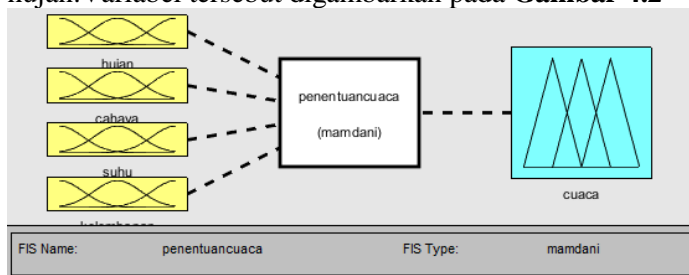 hujan. Variabel tersebut digambarkan pada Gambar 4.2
hujan
cahaya
suhu
kelembapan
penentuancuaca
(mamdani)
cuaca
FIS Name: penentuancuaca FIS Type: mamdani